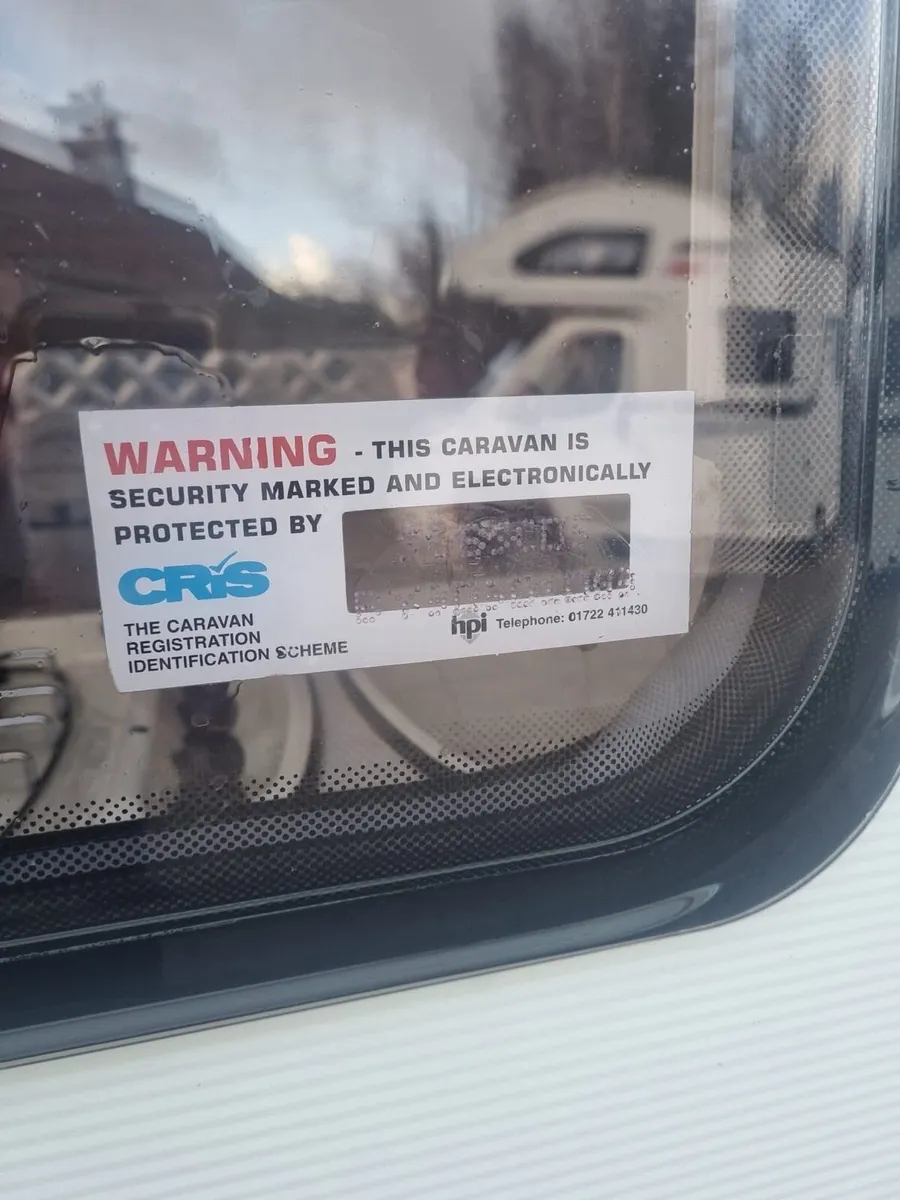 WARNING - THIS CARAVAN IS
SECURITY MARKED AND ELECTRONICALLY
PROTECTED BY
CRiS
THE CARAVAN
REGISTRATION
IDENTIFICATION SCHEME
hpi Telephone: 01722 411430